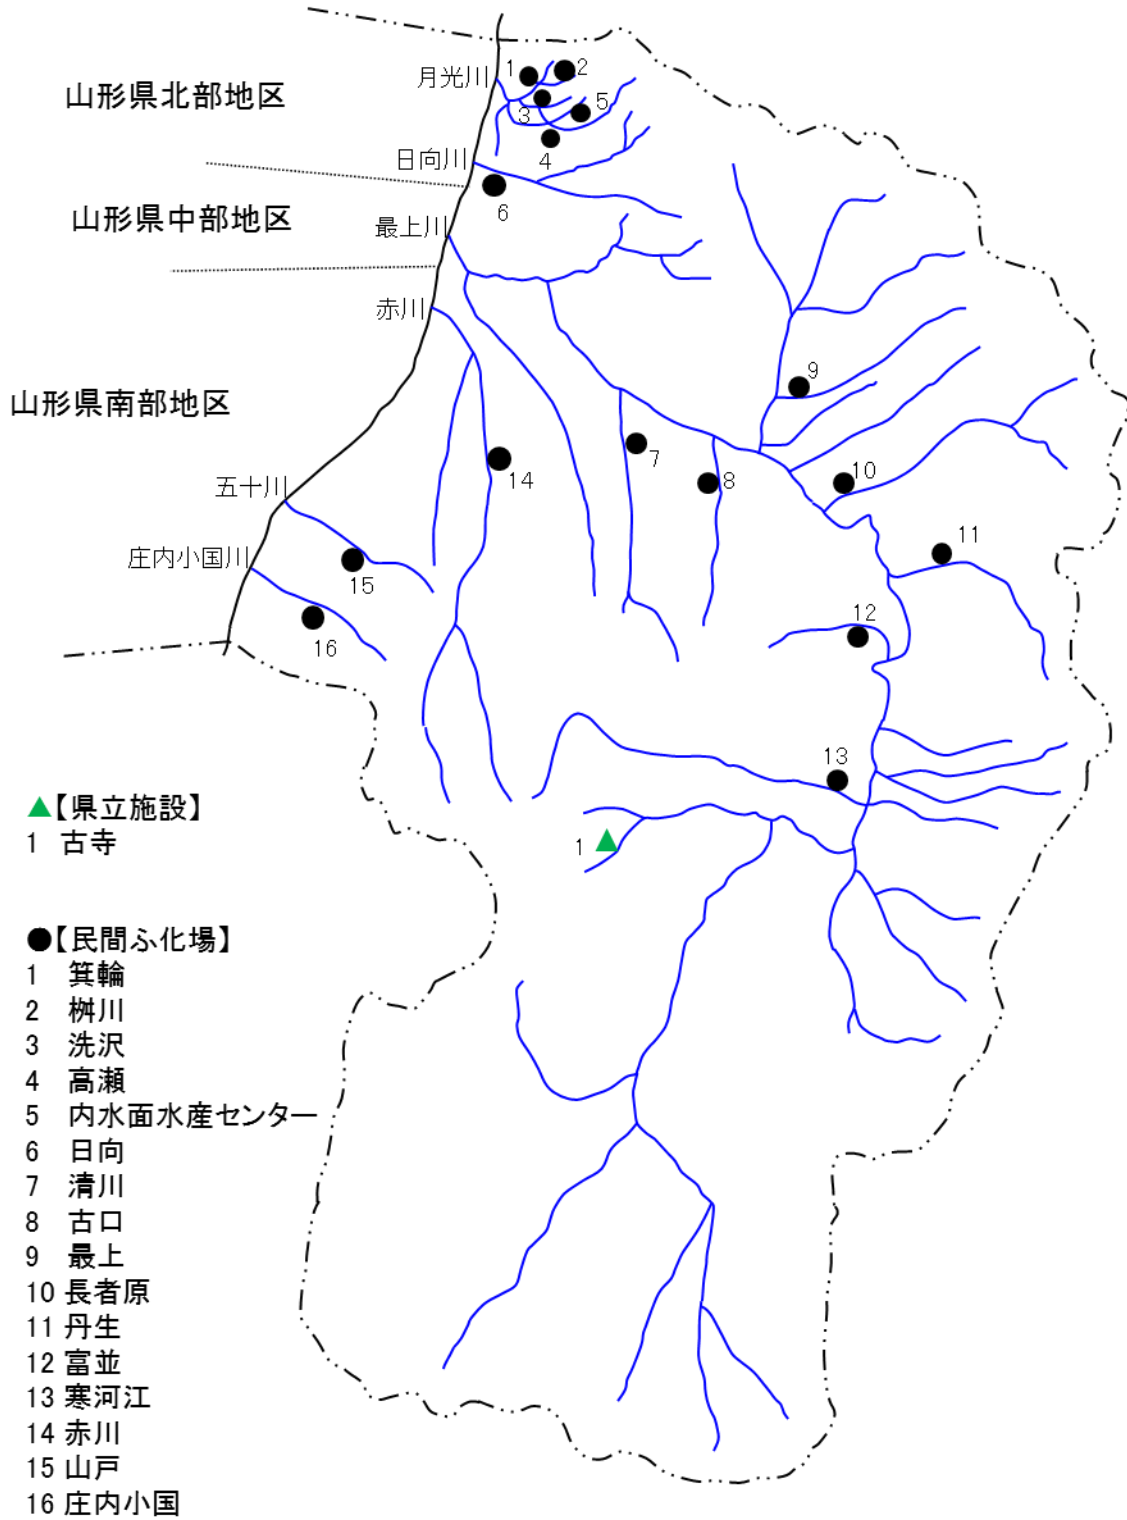 月光川
1
2
山形県北部地区
3
5
4
日向川
6
山形県中部地区
最上川
赤川
9
山形県南部地区
7
8
10
14
五十川
11
庄内小国川
15
12
16
13
▲【県立施設】
1 古寺
1
●【民間ふ化場】
1 箕輪
2 桝川
3 洗沢
4 高瀬
5 内水面水産センター
6 日向
7 清川
8 古口
9 最上
10 長者原
11 丹生
12 富並
13 寒河江
14 赤川
15 山戸
16 庄内小国